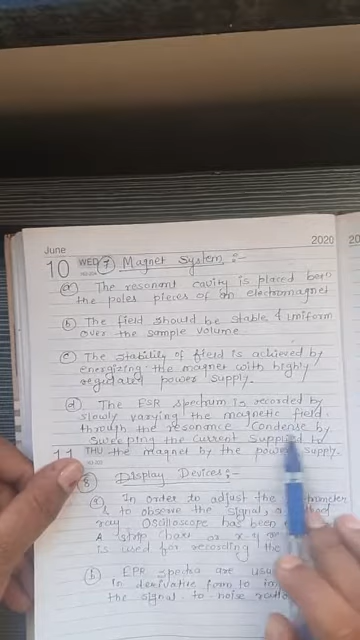 June 2020
10 WED (7) Magnet System :-
(a) The resonant cavity is placed betn
the poles pieces of an electromagnet
(b) The field should be stable & uniform
over the sample volume.
(c) The stability of field is achieved by
energizing the magnet with highly
regulated power supply.
(d) The ESR spectrum is recorded by
slowly varying the magnetic field
through the resonance Condense by
sweeping the current supplied to
11 THU the magnet by the power supply.
(8) Display Devices :-
(a) In order to adjust the
& to observe the signal, a
ray Oscilloscope has been
A strip chart or x-y
is used for recording the
(b) EPR spectra are
in derivative form to
the signal to noise ratio
20